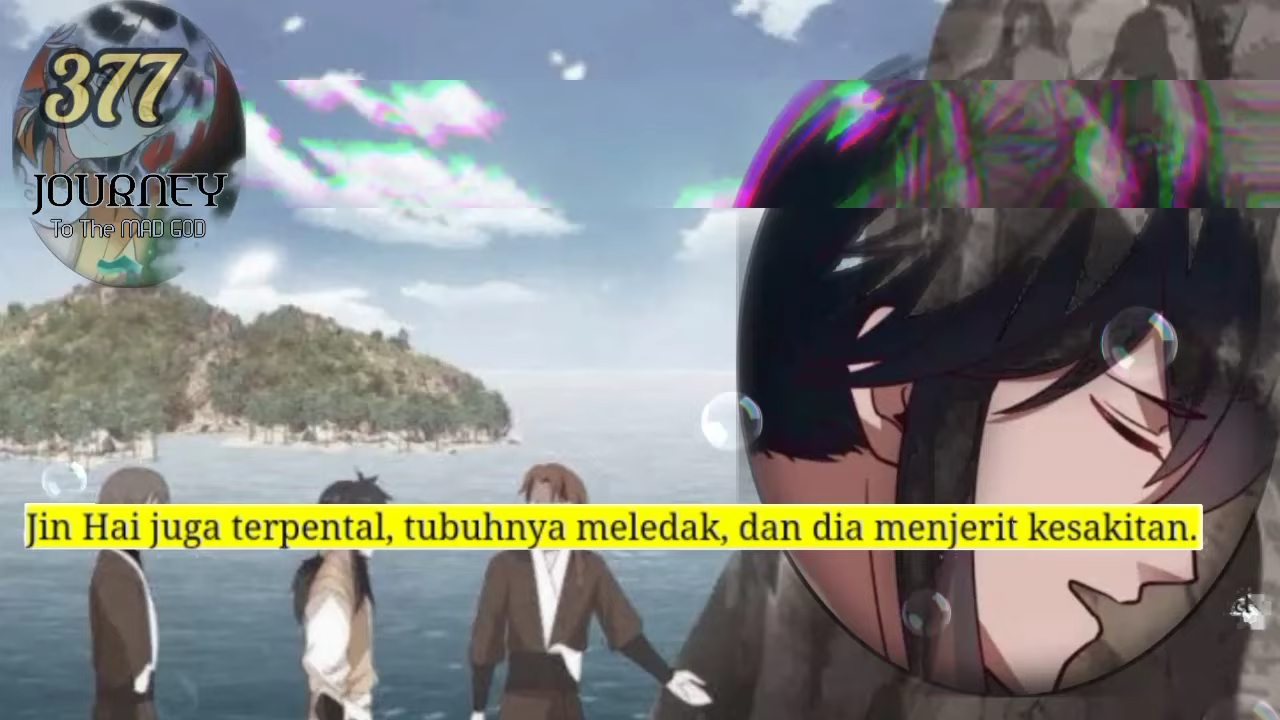 377
JOURNEY
To The MAD GOD
Jin Hai juga terpental, tubuhnya meledak, dan dia menjerit kesakitan.